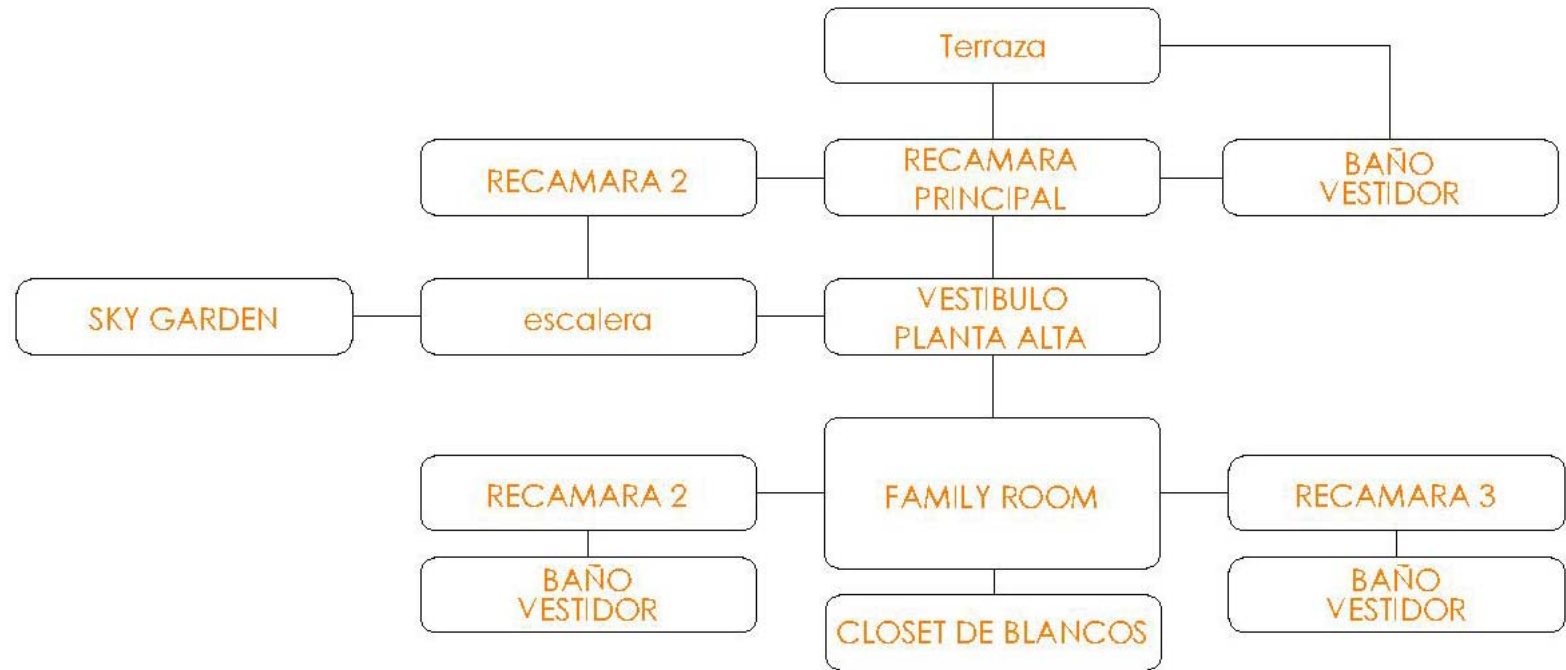 Terraza
RECAMARA 2
RECAMARA
PRINCIPAL
BAÑO
VESTIDOR
SKY GARDEN
escalera
VESTIBULO
PLANTA ALTA
RECAMARA 2
FAMILY ROOM
RECAMARA 3
BAÑO
VESTIDOR
CLOSET DE BLANCOS
BAÑO
VESTIDOR